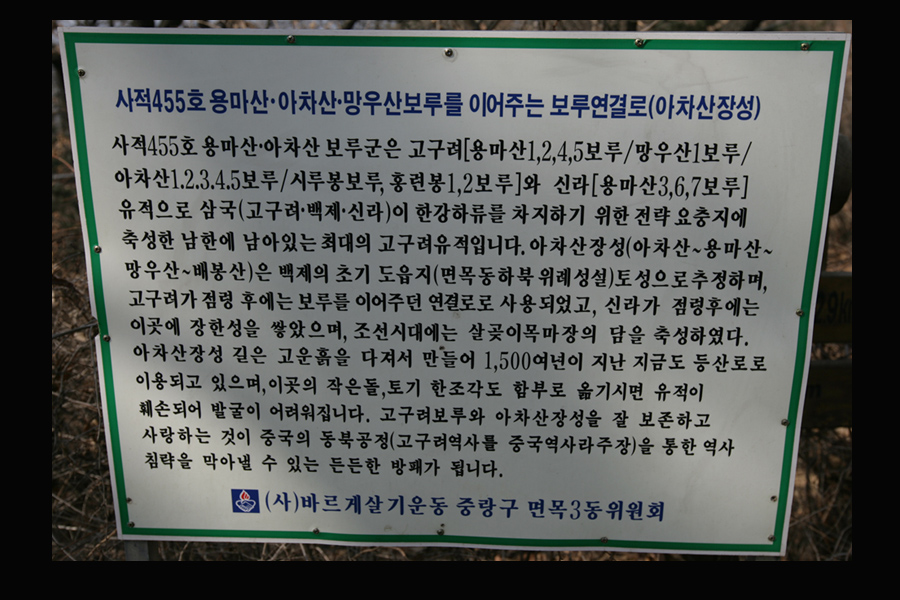 사적455호 용마산·아차산·망우산보루를 이어주는 보루연결로(아차산장성)
사적455호 용마산·아차산 보루군은 고구려[용마산1,2,4,5보루/망우산1보루/
아차산1.2.3.4.5보루/시루봉보루, 홍련봉1,2보루]와 신라[용마산3,6,7보루]
유적으로 삼국(고구려·백제·신라)이 한강하류를 차지하기 위한 전략 요충지에
축성한 남한에 남아있는 최대의 고구려유적입니다. 아차산장성(아차산~용마산~
망우산~배봉산)은 백제의 초기 도읍지(면목동하북위례성설)토성으로추정하며,
고구려가 점령 후에는 보루를 이어주던 연결로로 사용되었고, 신라가 점령후에는
이곳에 장한성을 쌓았으며, 조선시대에는 살곶이목마장의 담을 축성하였다.
아차산장성 길은 고운흙을 다져서 만들어 1,500여년이 지난 지금도 등산로로
이용되고 있으며,이곳의 작은돌,토기 한조각도 함부로 옮기시면 유적이
훼손되어 발굴이 어려워집니다. 고구려보루와 아차산장성을 잘 보존하고
사랑하는 것이 중국의 동북공정(고구려역사를 중국역사라주장)을 통한 역사
침략을 막아낼 수 있는 든든한 방패가 됩니다.
(사)바르게살기운동 중랑구 면목3동위원회